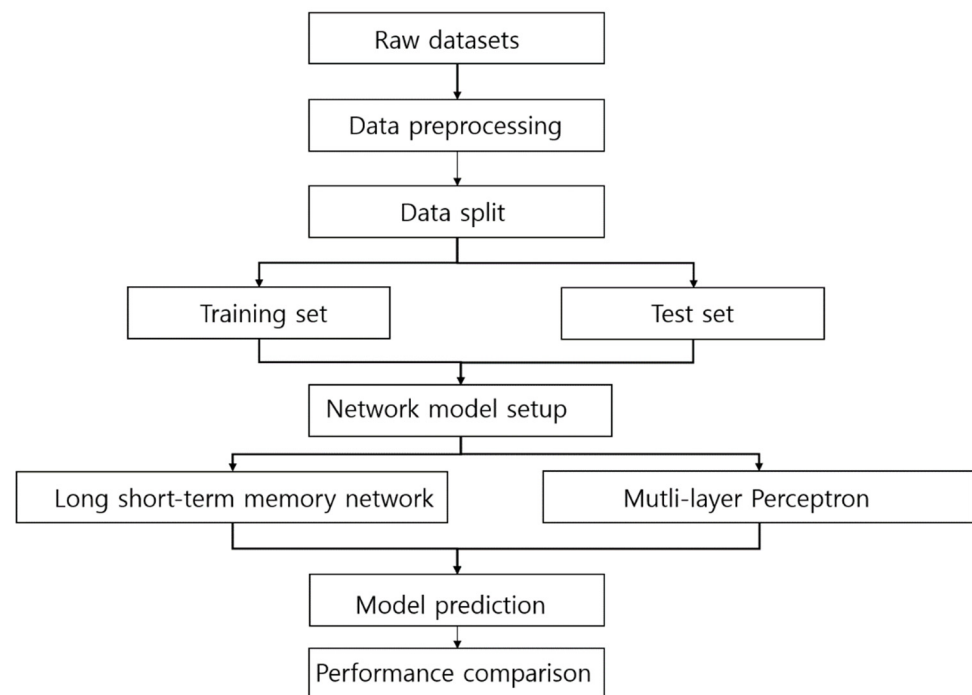 Raw datasets
Data preprocessing
Data split
Training set
Test set
Network model setup
Long short-term memory network
Mutli-layer Perceptron
Model prediction
Performance comparison